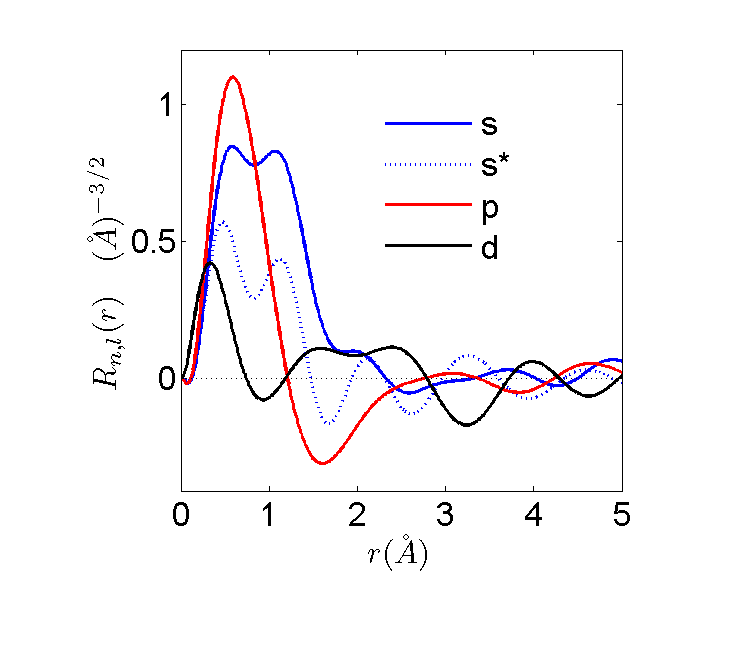 R_{n,l}(r) (Å)^{-3/2}
1
0.5
0
s
s*
p
d
0 1 2 3 4 5
r(Å)